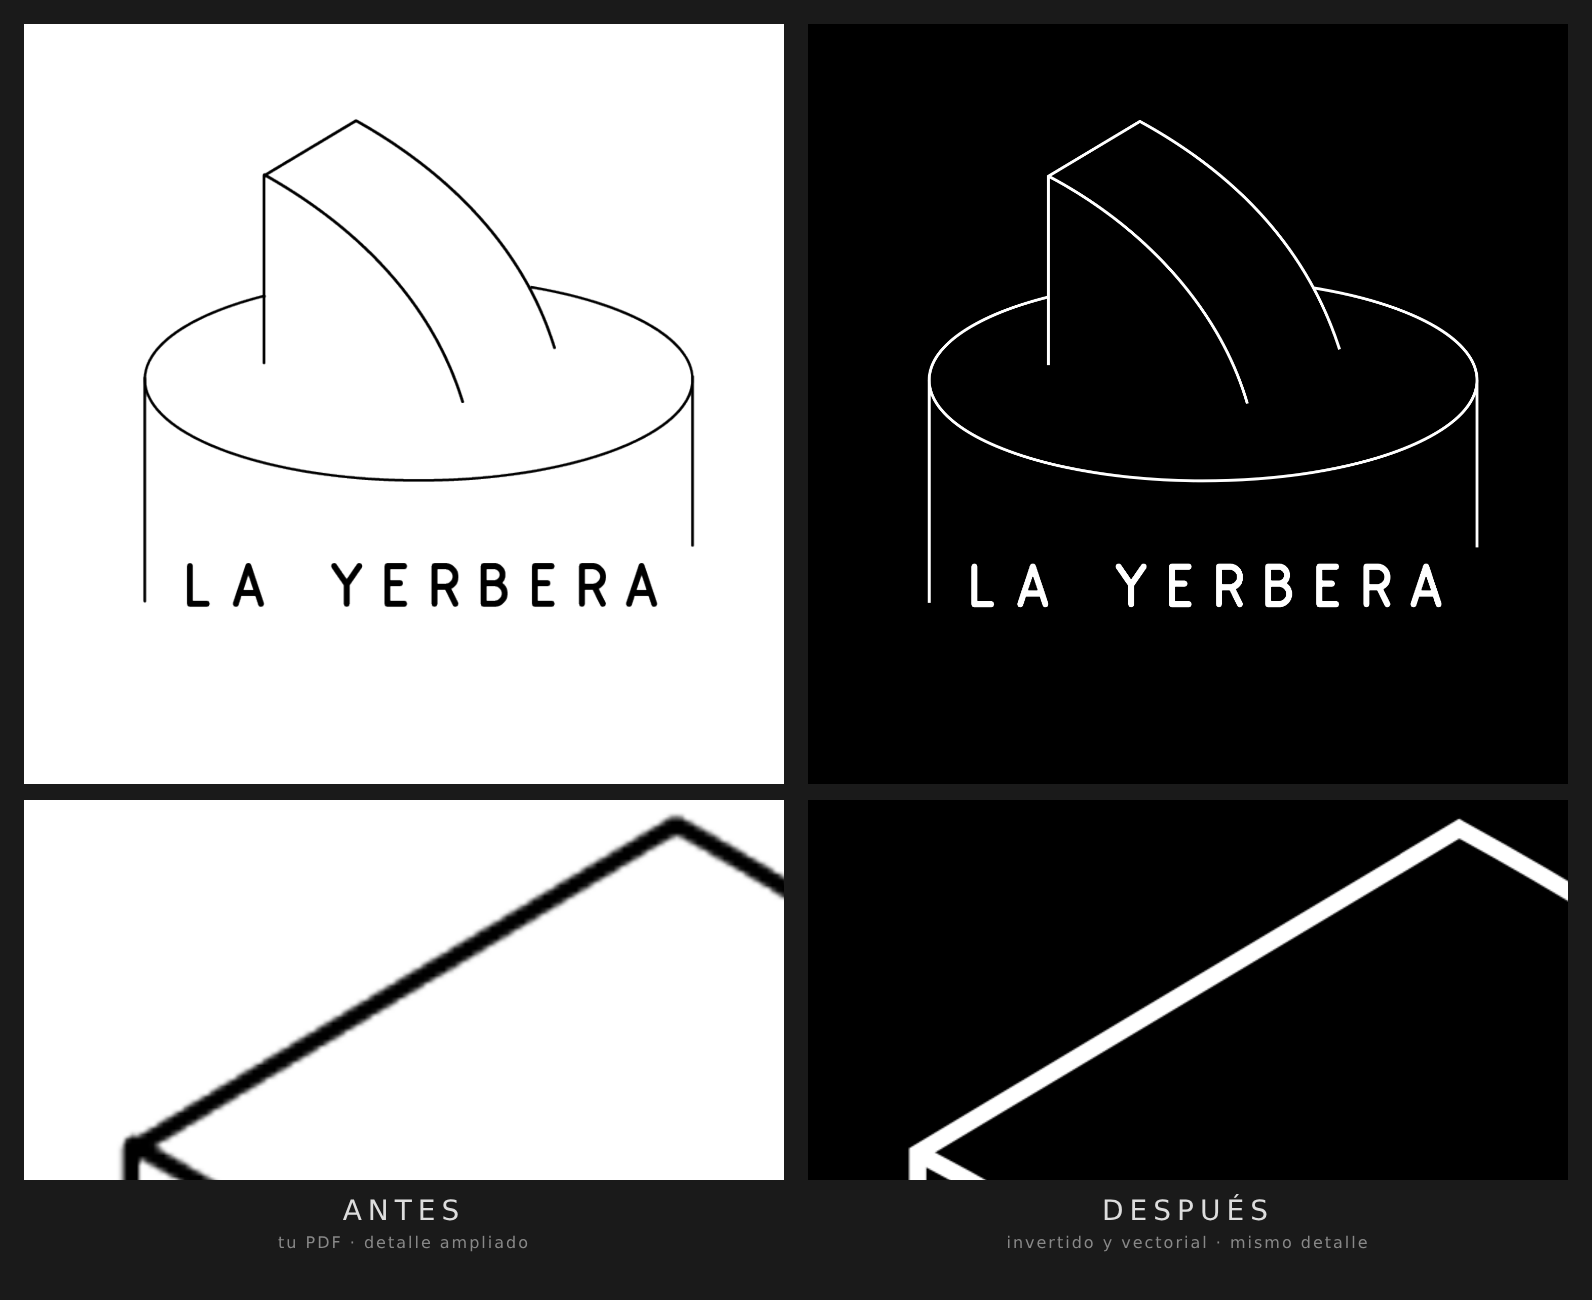 LA YERBERA
LA YERBERA
ANTES
tu PDF · detalle ampliado
DESPUÉS
invertido y vectorial · mismo detalle